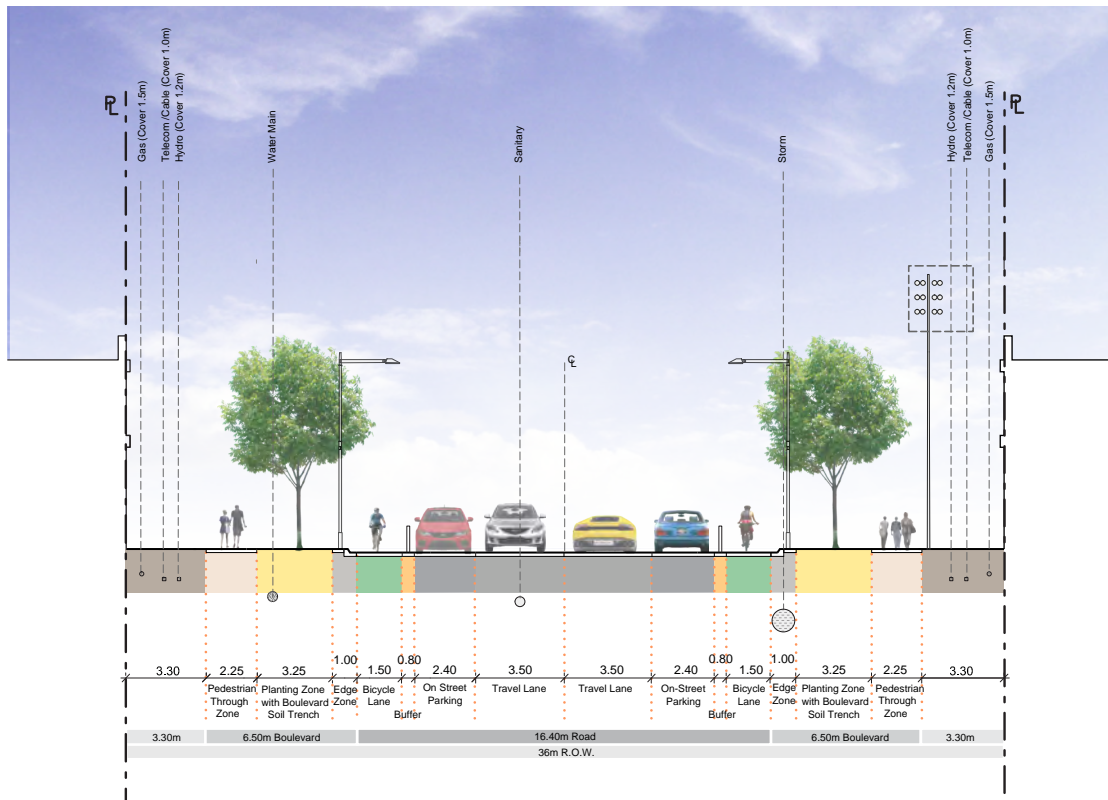 Gas (Cover 1.5m)
Telecom /Cable (Cover 1.0m)
Hydro (Cover 1.2m)
Water Main
Sanitary
Storm
Hydro (Cover 1.2m)
Telecom /Cable (Cover 1.0m)
Gas (Cover 1.5m)
PL
PL
CL
3.30
2.25
3.25
1.00
1.50
0.80
2.40
3.50
3.50
2.40
0.80
1.50
1.00
3.25
2.25
3.30
Pedestrian
Through
Zone
Planting Zone
with Boulevard
Soil Trench
Edge
Zone
Bicycle
Lane
Buffer
On Street
Parking
Travel Lane
Travel Lane
On-Street
Parking
Buffer
Bicycle
Lane
Edge
Zone
Planting Zone
with Boulevard
Soil Trench
Pedestrian
Through
Zone
3.30m
6.50m Boulevard
16.40m Road
6.50m Boulevard
3.30m
36m R.O.W.